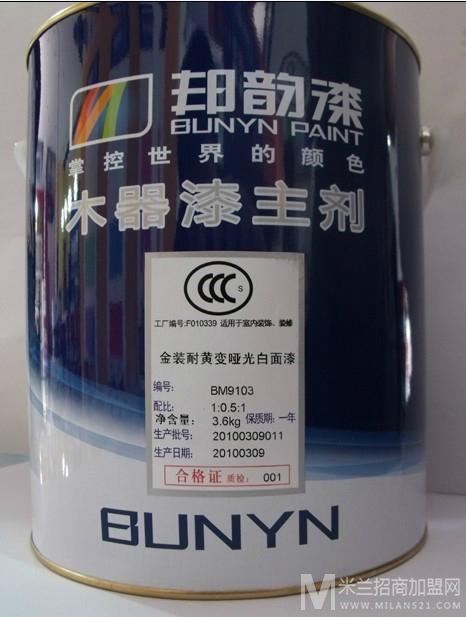 邦韵漆
BUNYN PAINT
掌控世界的颜色
木器漆主剂
CCC S
工厂编号:F010339 适用于室内装饰、装修
金装耐黄变哑光白面漆
编号: BM9103
配比: 1:0.5:1
净含量: 3.6kg 保质期: 一年
生产批号: 20100309011
生产日期: 20100309
合格证 质检: 001
BUNYN
米兰招商加盟网
WWW.MILAN521.COM